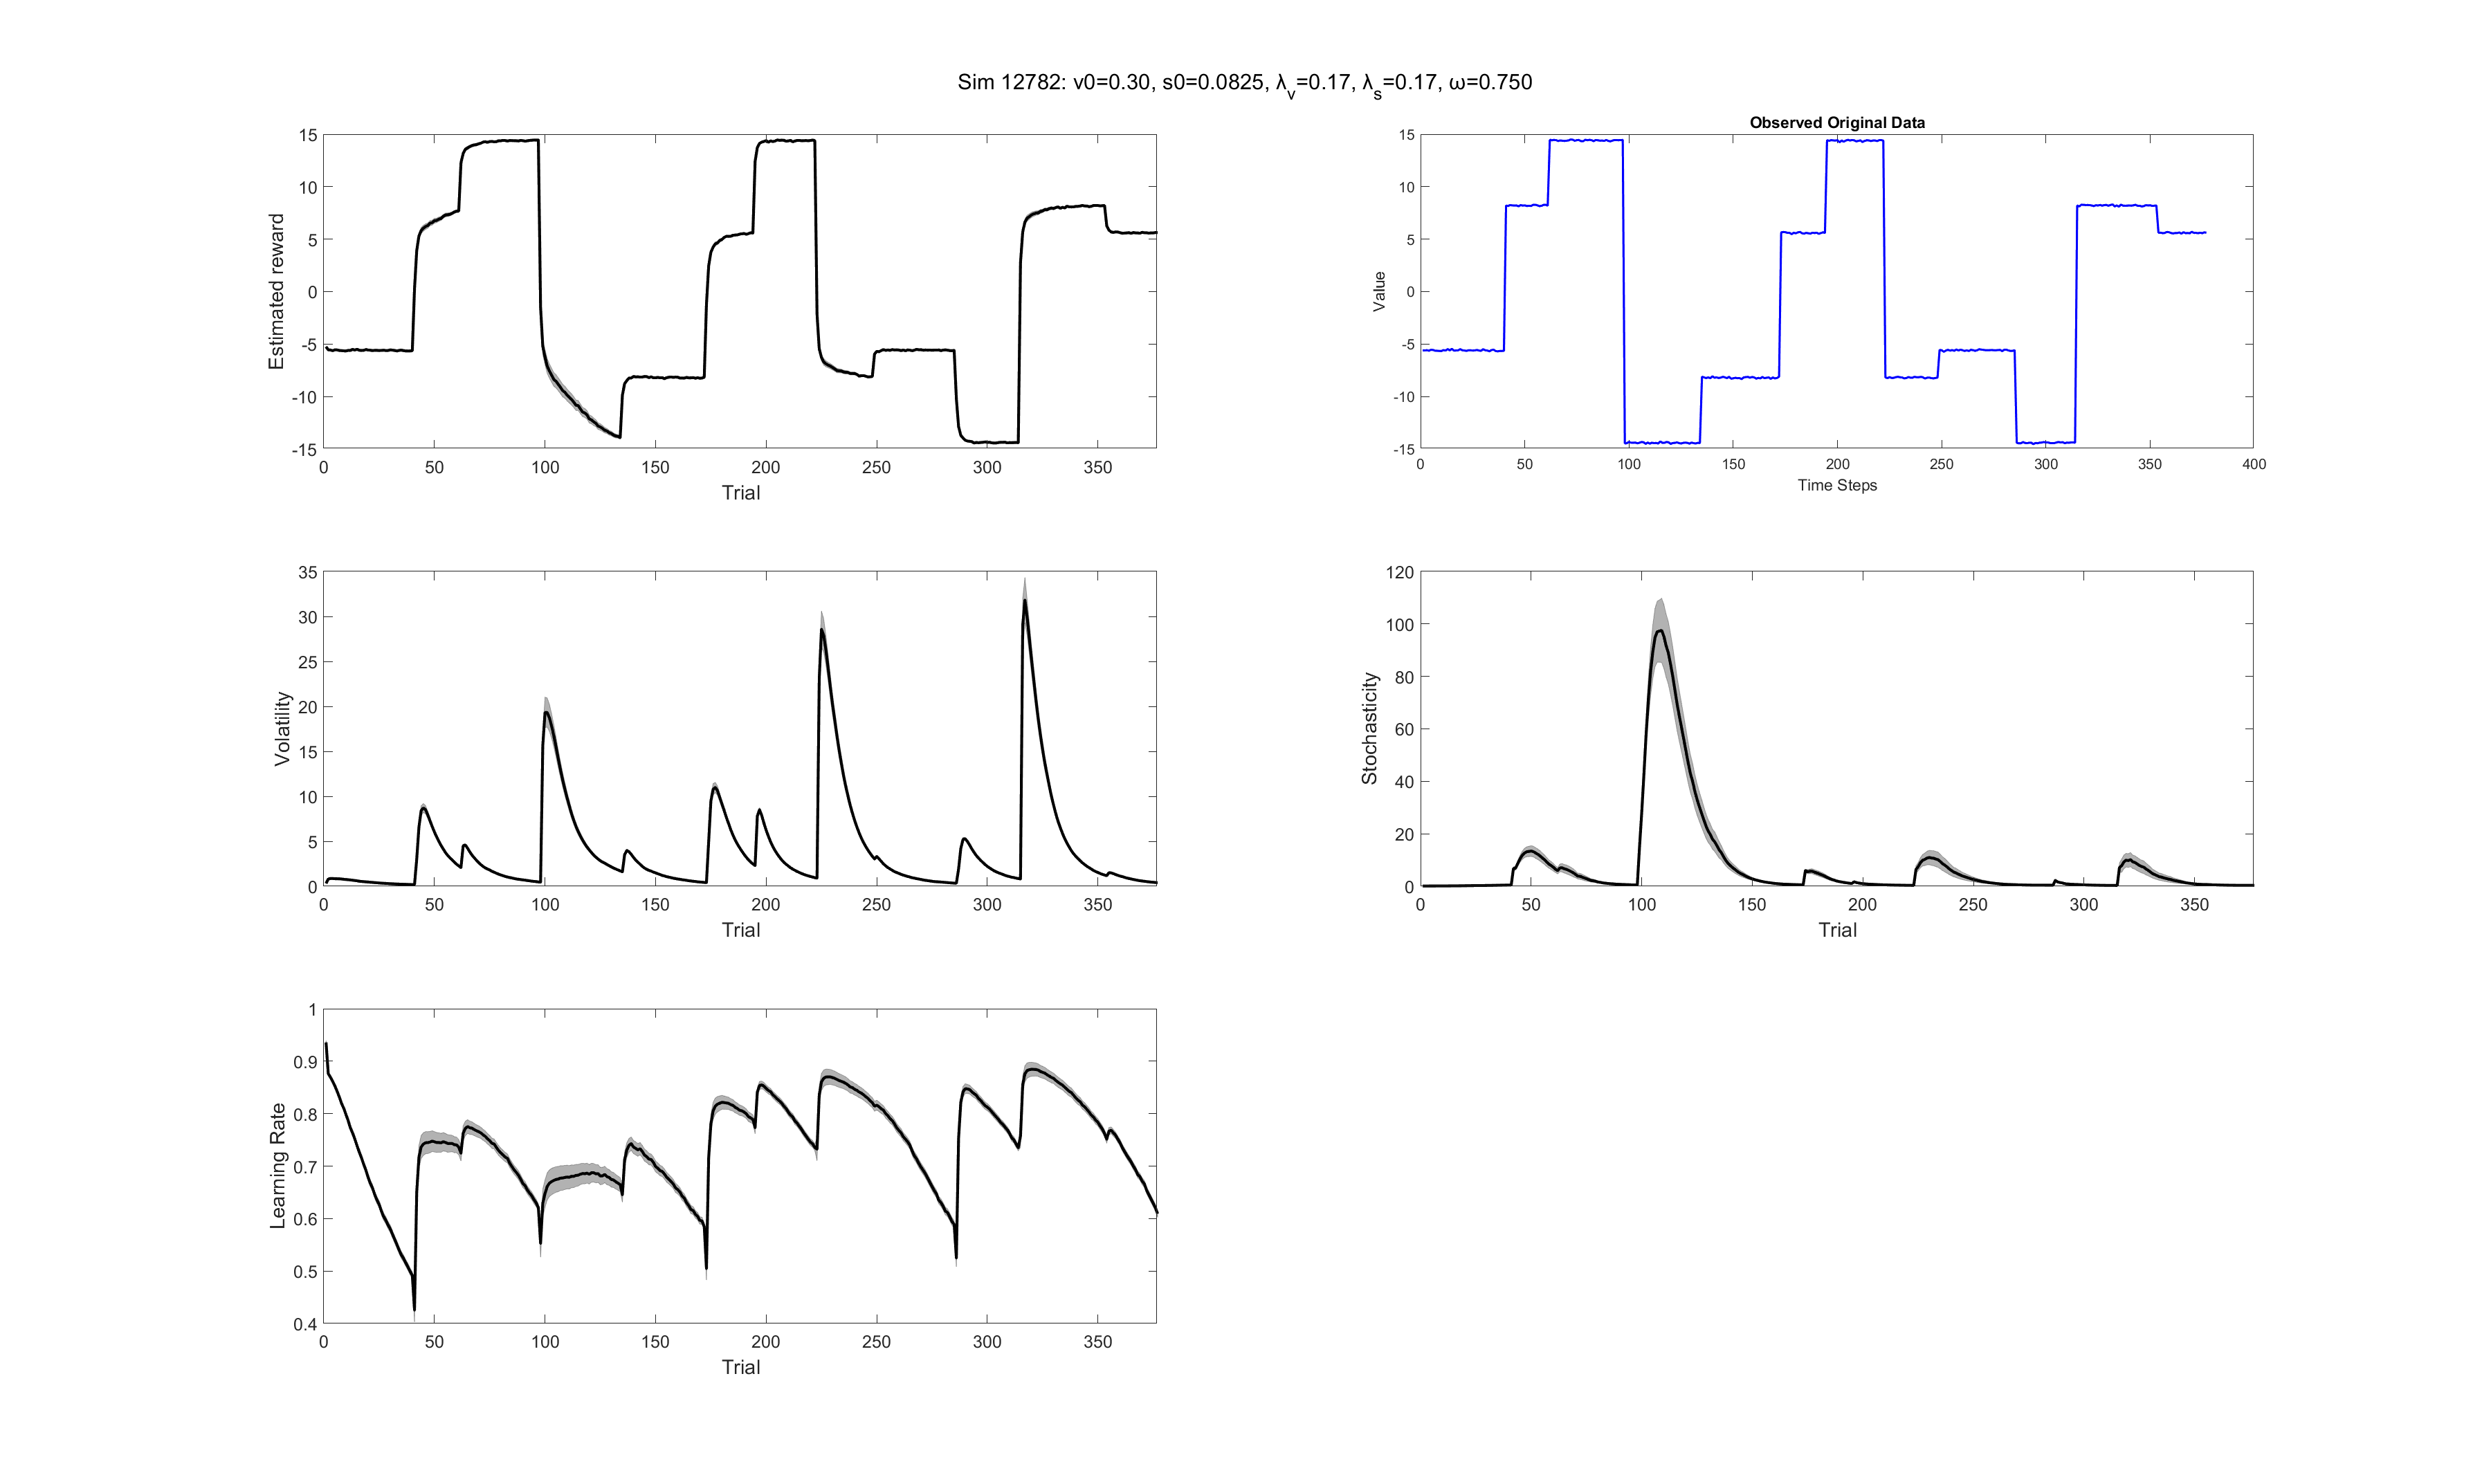 Sim 12782: v0=0.30, s0=0.0825, λv=0.17, λs=0.17, ω=0.750
15
10
5
0
-5
-10
-15
0 50 100 150 200 250 300 350
Estimated reward
Trial
Observed Original Data
15
10
5
0
-5
-10
-15
0 50 100 150 200 250 300 350 400
Value
Time Steps
35
30
25
20
15
10
5
0
0 50 100 150 200 250 300 350
Volatility
Trial
120
100
80
60
40
20
0
0 50 100 150 200 250 300 350
Stochasticity
Trial
1
0.9
0.8
0.7
0.6
0.5
0.4
0 50 100 150 200 250 300 350
Learning Rate
Trial